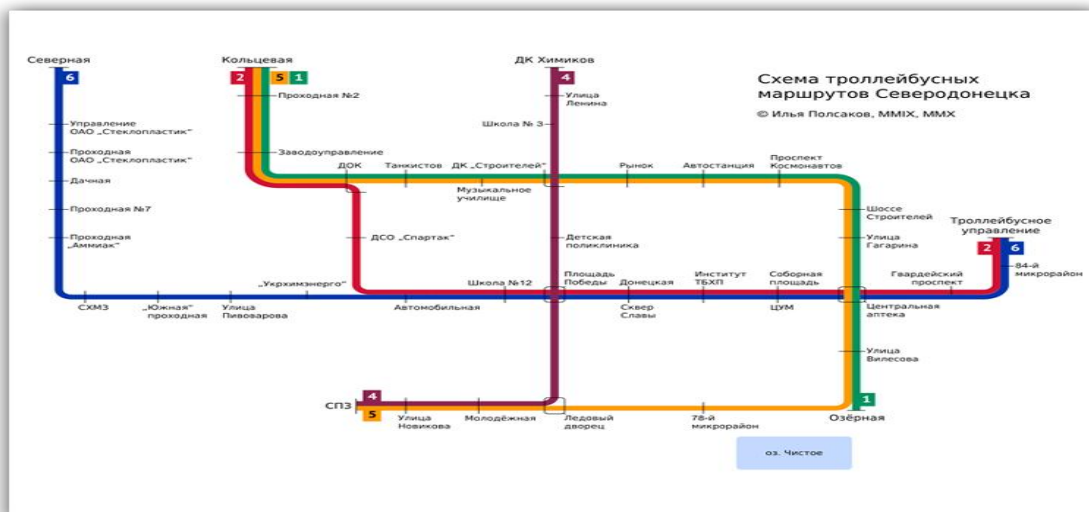 Северная
6
Кольцевая
2 5 1
ДК Химиков
4
Схема троллейбусных
маршрутов Северодонецка
© Илья Полсаков, MMIX, MMX
Проходная №2
Улица
Ленина
Управление
ОАО „Стеклопластик"
Школа № 3
Проходная
ОАО „Стеклопластик"
Заводоуправление
ДОК
Танкистов
ДК „Строителей"
Рынок
Автостанция
Проспект
Космонавтов
Дачная
Музыкальное
училище
Проходная №7
Шоссе
Строителей
Троллейбусное
управление
2 6
Проходная
„Аммиак"
ДСО „Спартак"
Детская
поликлиника
Улица
Гагарина
84-й
микрорайон
„Укрхимэнерго"
Школа №12
Площадь
Победы
Донецкая
Институт
ТБХП
Соборная
площадь
Гвардейский
проспект
СХМЗ
„Южная"
проходная
Улица
Пивоварова
Автомобильная
Сквер
Славы
ЦУМ
Центральная
аптека
Улица
Вилесова
СПЗ
4
5
1
Улица
Новикова
Молодёжная
Ледовый
дворец
78-й
микрорайон
Озёрная
оз. Чистое